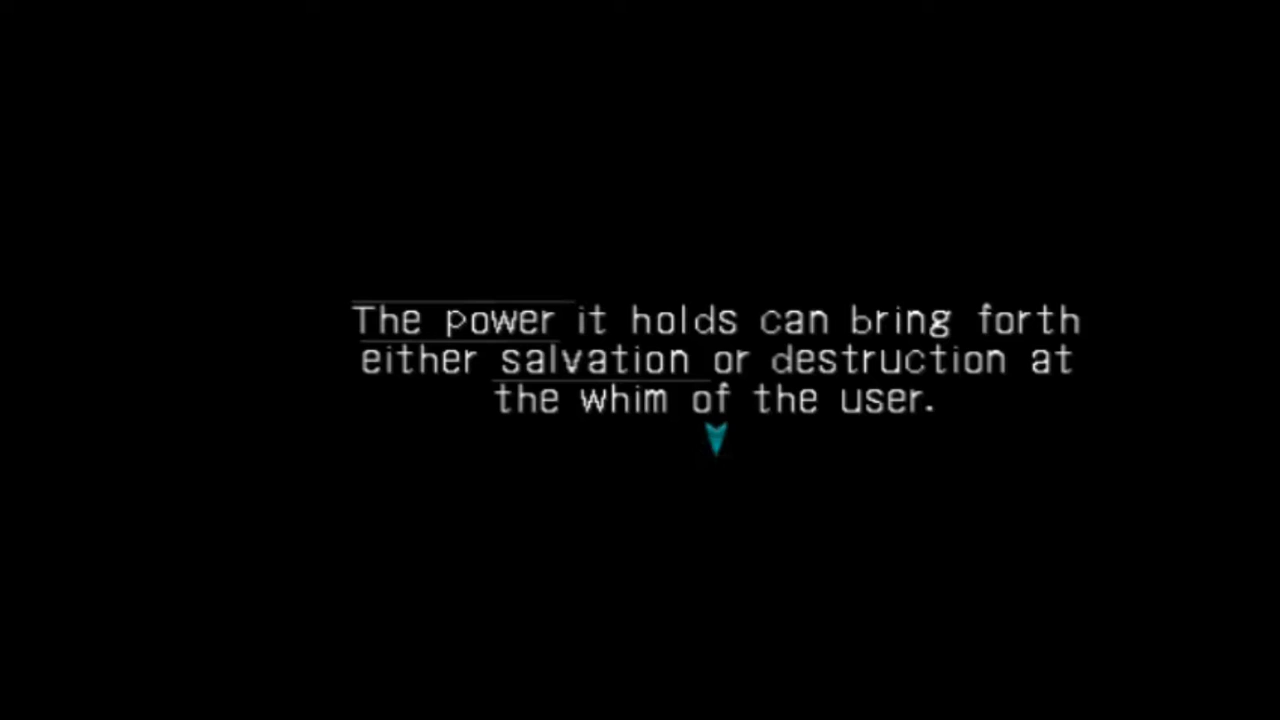 The power it holds can bring forth
either salvation or destruction at
the whim of the user.